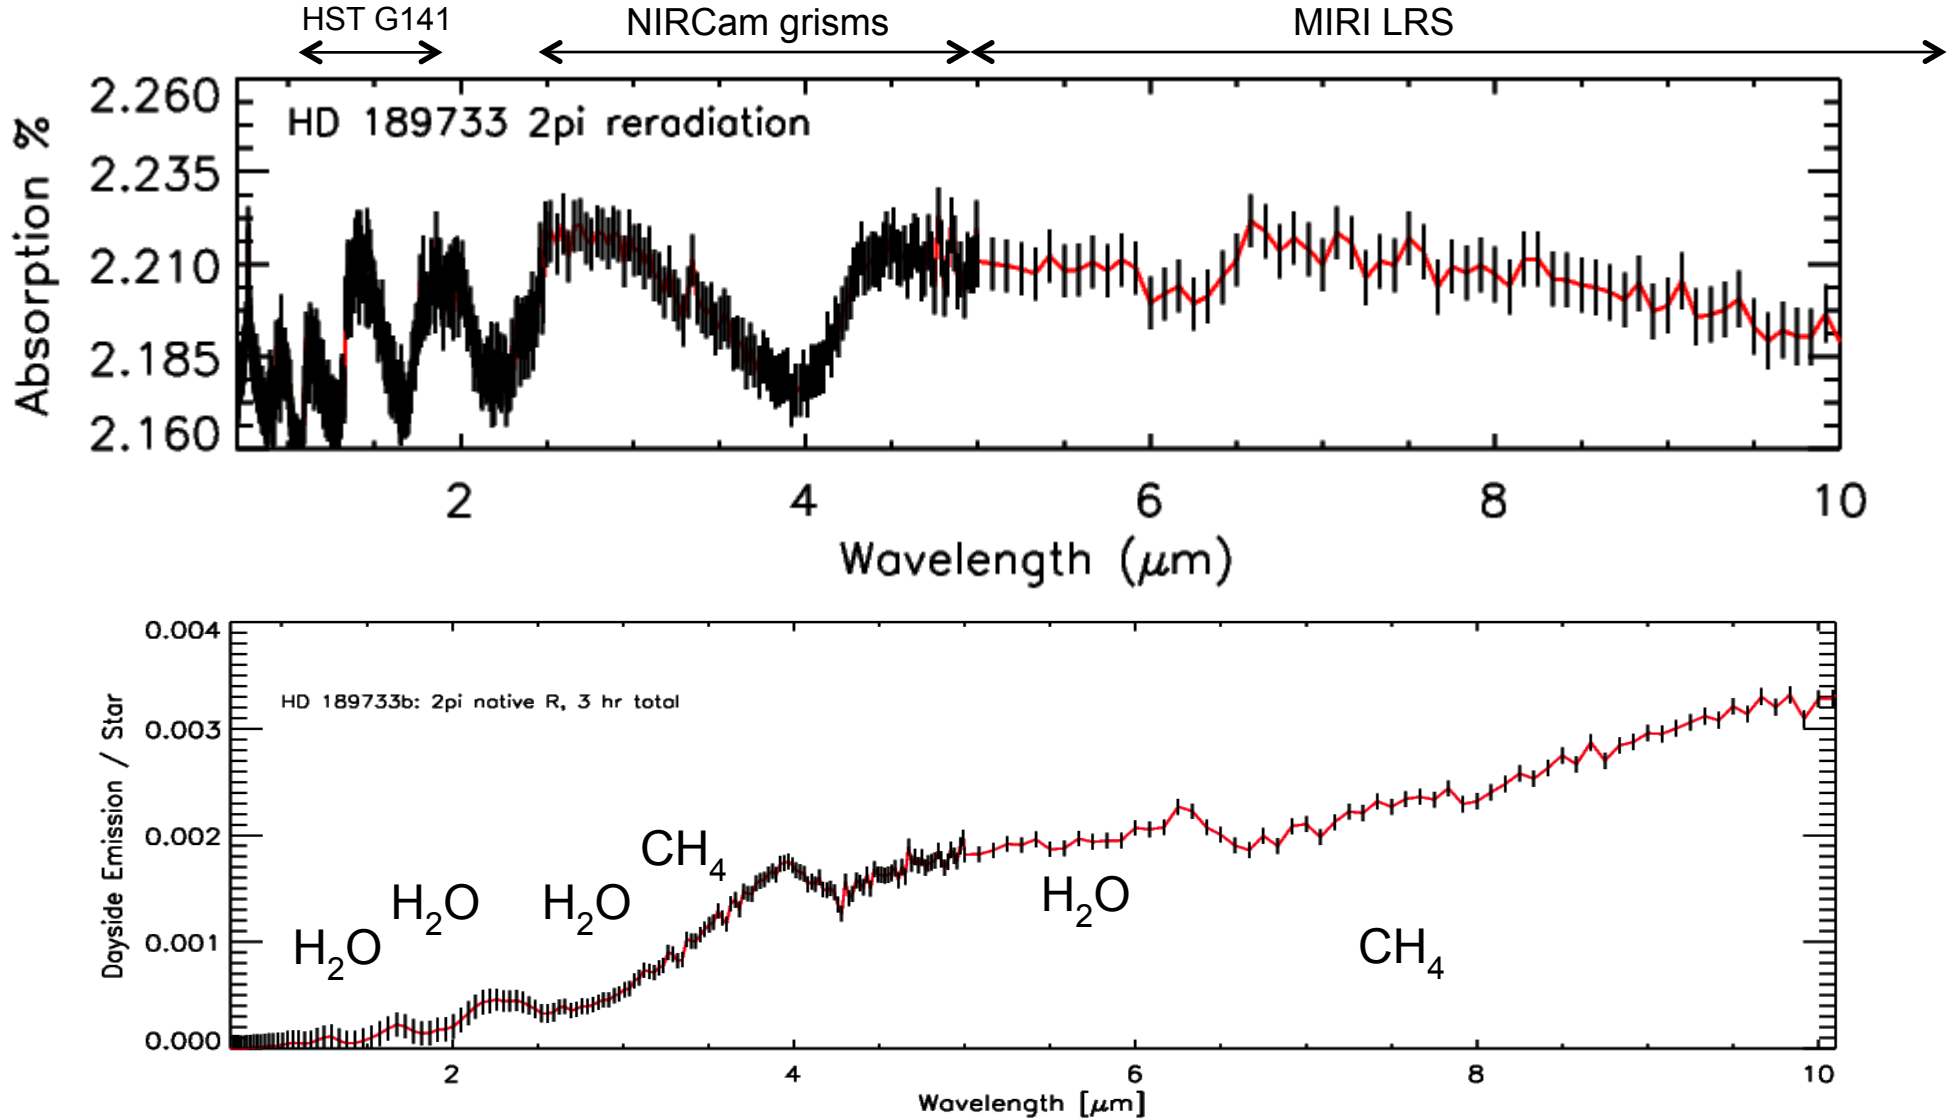 HST G141 NIRCam grisms MIRI LRS
HD 189733 2pi reradiation
Absorption %
2.260
2.235
2.210
2.185
2.160
2 4 6 8 10
Wavelength (μm)
HD 189733b: 2pi native R, 3 hr total
Dayside Emission / Star
0.004
0.003
0.002
0.001
0.000
CH4
H2O H2O H2O
H2O CH4
2 4 6 8 10
Wavelength [μm]